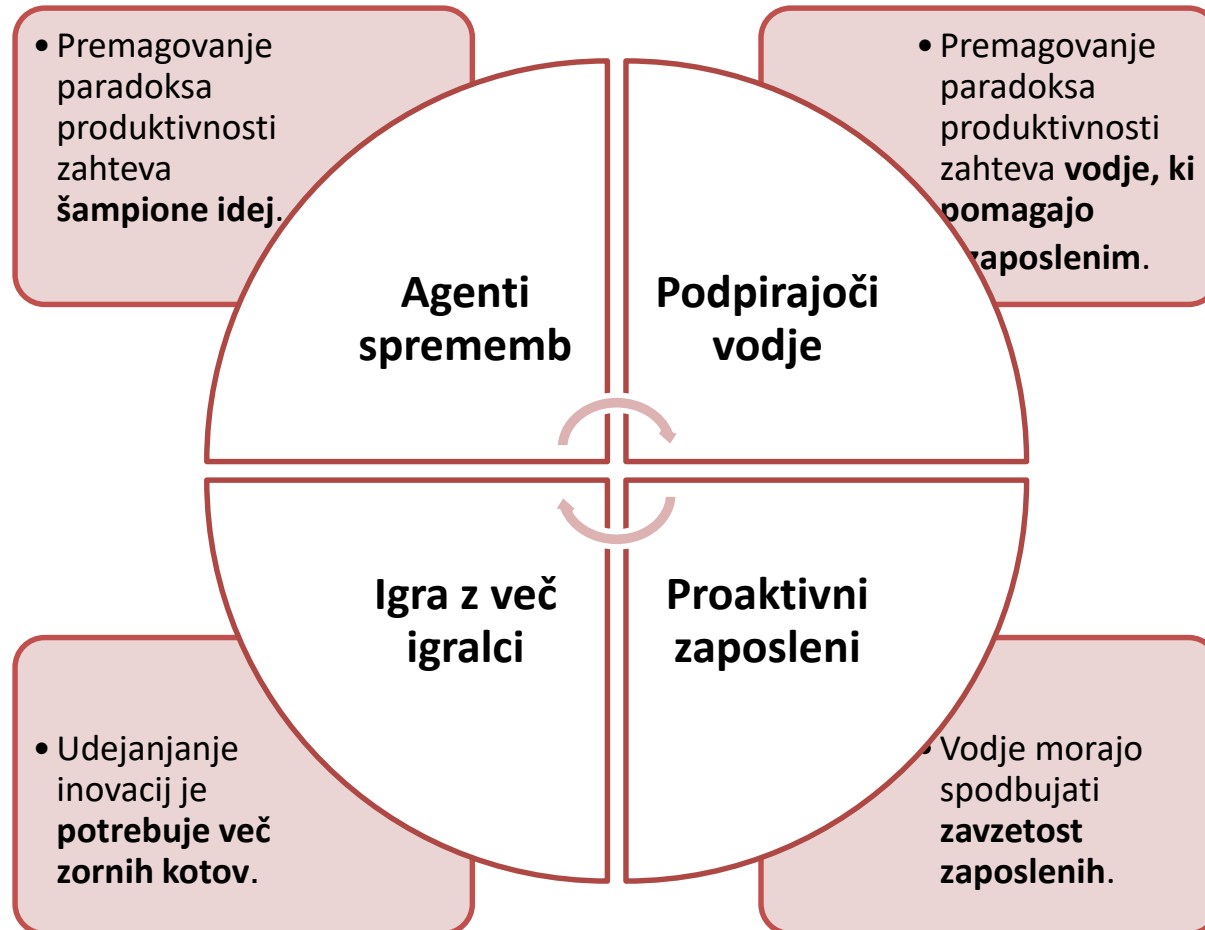 • Premagovanje
paradoksa
produktivnosti
zahteva
šampione idej.
• Premagovanje
paradoksa
produktivnosti
zahteva vodje, ki
pomagajo
zaposlenim.
Agenti
sprememb
Podpirajoči
vodje
Igra z več
igralci
Proaktivni
zaposleni
• Udejanjanje
inovacij je
potrebuje več
zornih kotov.
• Vodje morajo
spodbujati
zavzetost
zaposlenih.